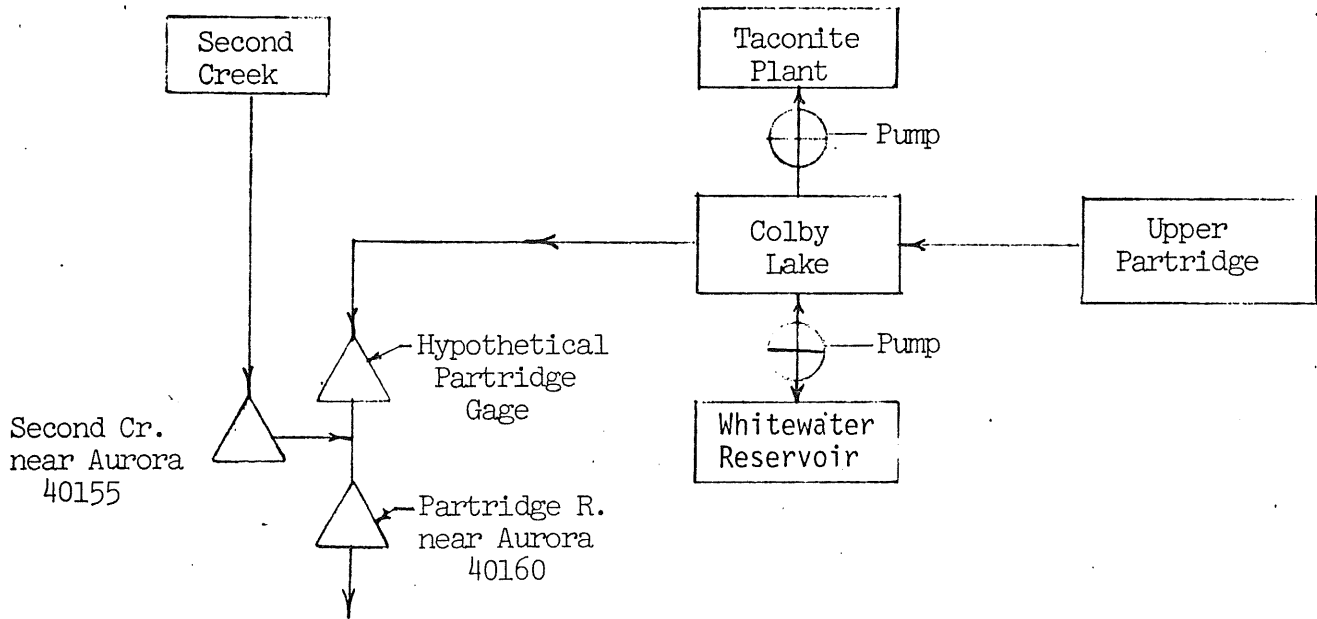 Second
Creek
Taconite
Plant
Pump
Colby
Lake
Upper
Partridge
Hypothetical
Partridge
Gage
Pump
Second Cr.
near Aurora
40155
Whitewater
Reservoir
Partridge R.
near Aurora
40160